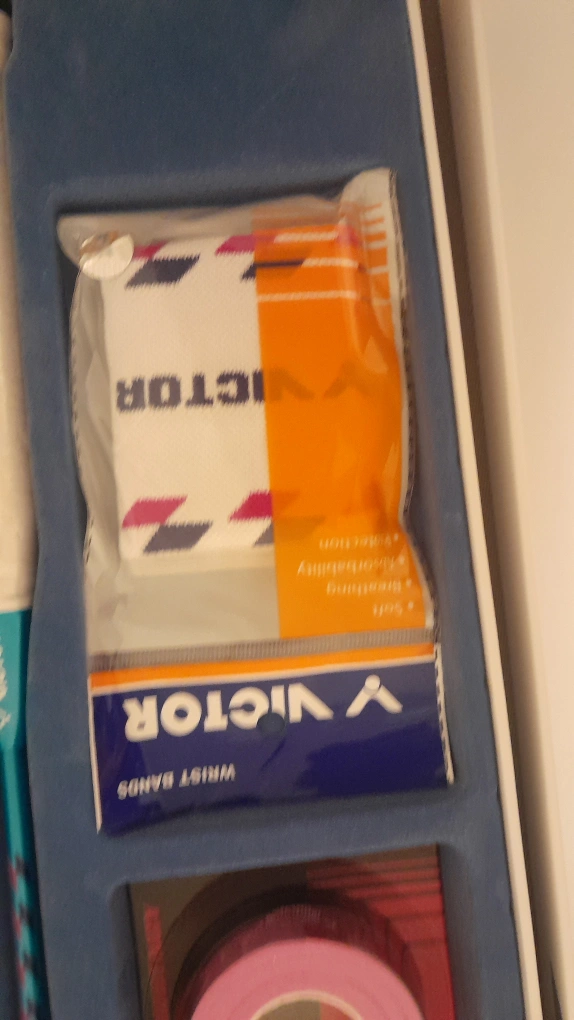 VICTOR
WRIST BANDS
• Soft
• Breathing
• Absorbability
• Protection
VICTOR